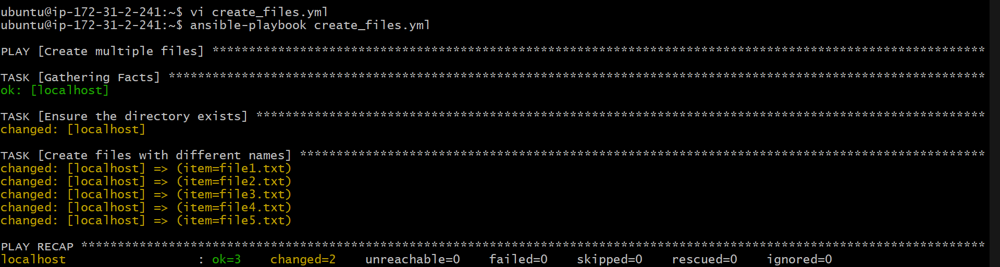 ubuntu@ip-172-31-2-241:~$ vi create_files.yml
ubuntu@ip-172-31-2-241:~$ ansible-playbook create_files.yml
PLAY [Create multiple files] **********************************************************************************************************
TASK [Gathering Facts] ****************************************************************************************************************
ok: [localhost]
TASK [Ensure the directory exists] ****************************************************************************************************
changed: [localhost]
TASK [Create files with different names] **********************************************************************************************
changed: [localhost] => (item=file1.txt)
changed: [localhost] => (item=file2.txt)
changed: [localhost] => (item=file3.txt)
changed: [localhost] => (item=file4.txt)
changed: [localhost] => (item=file5.txt)
PLAY RECAP ****************************************************************************************************************************
localhost                  : ok=3    changed=2    unreachable=0    failed=0    skipped=0    rescued=0    ignored=0